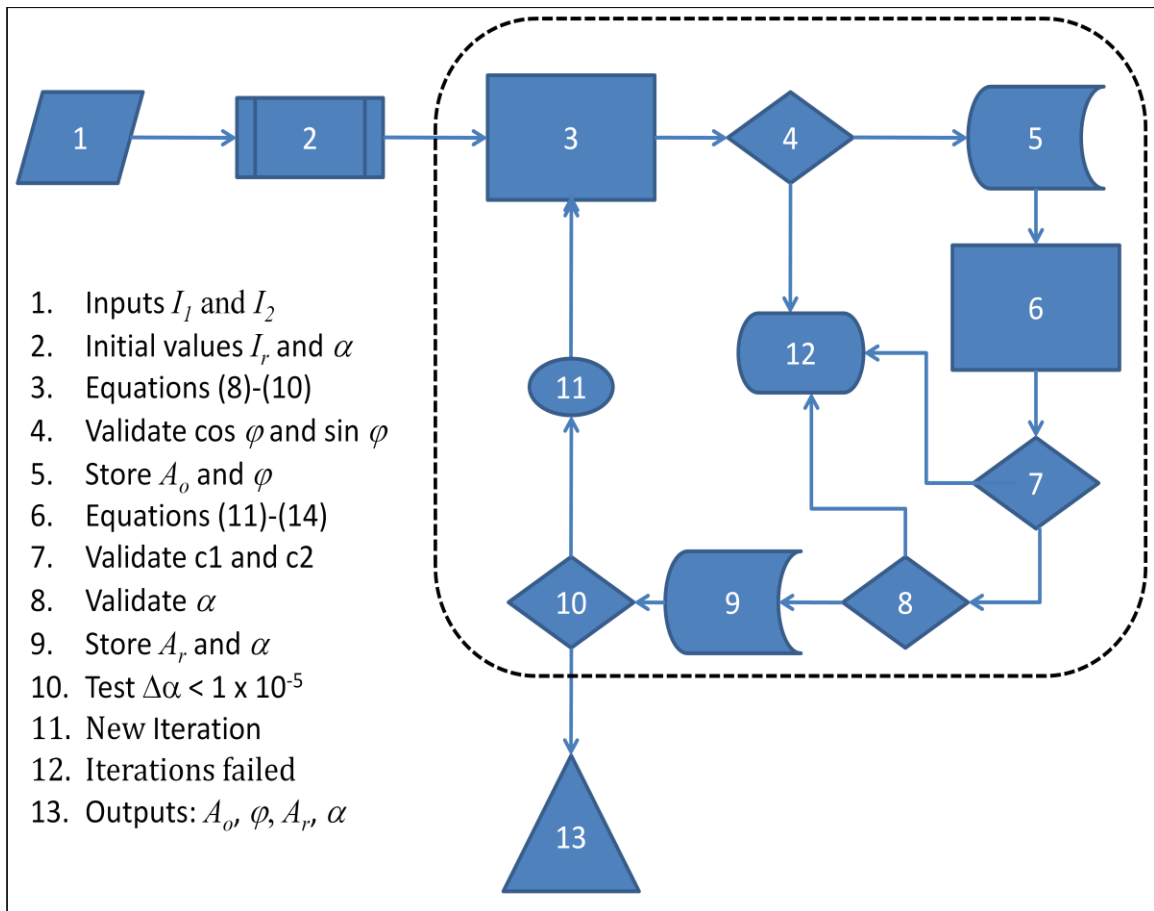 1
2
3
4
5
6
7
8
9
10
11
12
13
1. Inputs I₁ and I₂
2. Initial values Iᵣ and α
3. Equations (8)-(10)
4. Validate cos φ and sin φ
5. Store Aₒ and φ
6. Equations (11)-(14)
7. Validate c1 and c2
8. Validate α
9. Store Aᵣ and α
10. Test Δα < 1 x 10⁻⁵
11. New Iteration
12. Iterations failed
13. Outputs: Aₒ, φ, Aᵣ, α